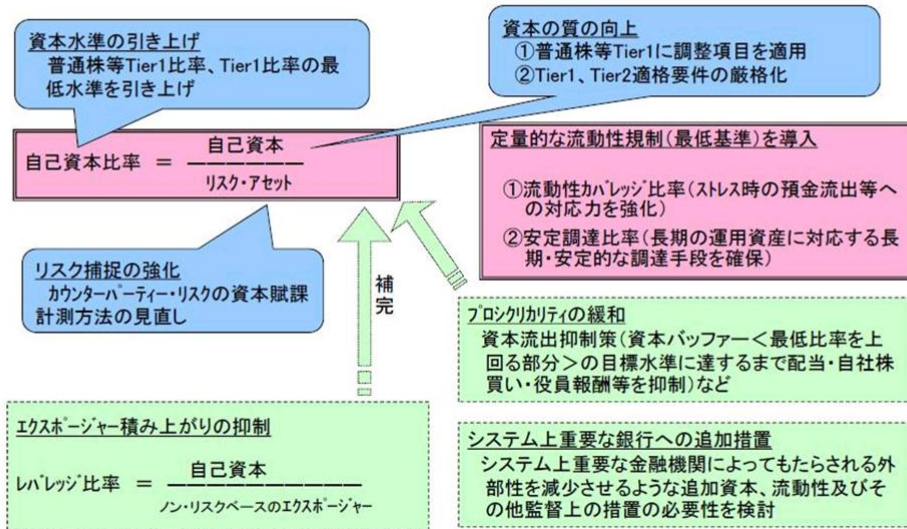 資本水準の引き上げ
普通株等Tier1比率、Tier1比率の最
低水準を引き上げ
資本の質の向上
①普通株等Tier1に調整項目を適用
②Tier1、Tier2適格要件の厳格化
自己資本比率 ＝
自己資本
リスク・アセット
定量的な流動性規制(最低基準)を導入
①流動性ｶﾊﾞﾚｯｼﾞ比率(ストレス時の預金流出等へ
の対応力を強化)
②安定調達比率(長期の運用資産に対応する長
期・安定的な調達手段を確保)
リスク捕捉の強化
ｶｳﾝﾀｰﾊﾟｰﾃｨｰ・リスクの資本賦課
計測方法の見直し
補
完
ﾌﾟﾛｼｸﾘｶﾘﾃｨの緩和
資本流出抑制策(資本バッファー＜最低比率を上
回る部分＞の目標水準に達するまで配当・自社株
買い・役員報酬等を抑制)など
ｴｸｽﾎﾟｰｼﾞｬｰ積み上がりの抑制
ﾚﾊﾞﾚｯｼﾞ比率 ＝
自己資本
ノン・リスクベースのエクスポージャー
システム上重要な銀行への追加措置
システム上重要な金融機関によってもたらされる外
部性を減少させるような追加資本、流動性及びそ
の他監督上の措置の必要性を検討